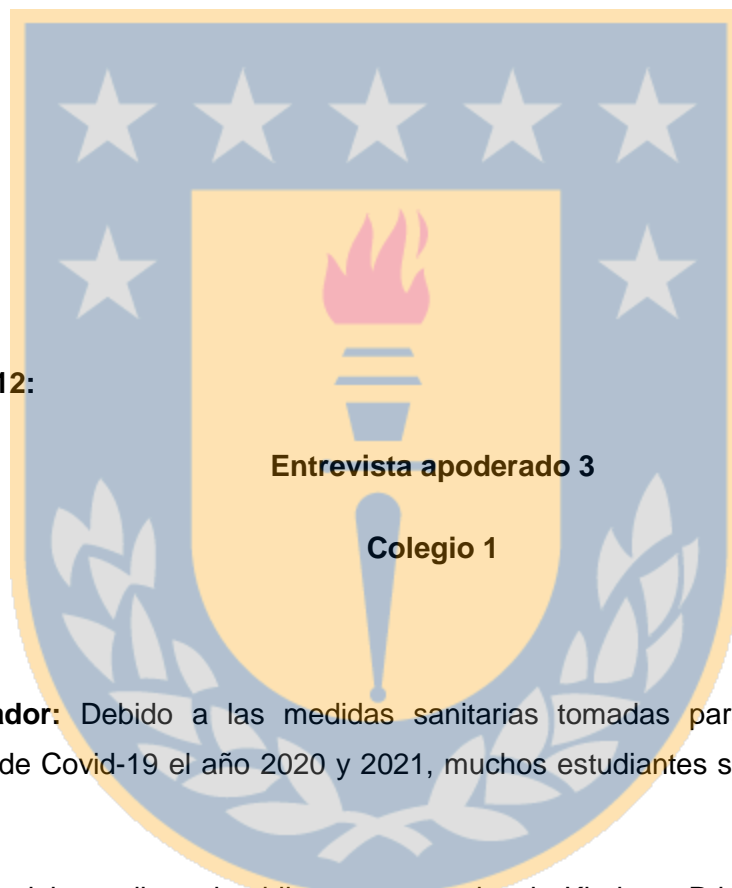 12:
Entrevista apoderado 3
Colegio 1
ador: Debido a las medidas sanitarias tomadas par
de Covid-19 el año 2020 y 2021, muchos estudiantes s